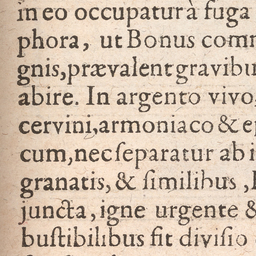 in eo occupatur à fuga
phora, ut Bonus com
gnis, prævalent gravibu
abire. In argento vivo,
cervini, armoniaco & e
cum, nec ſeparatur ab i
granatis, & ſimilibus,
juncta, igne urgente &
buſtibilibus fit diviſio